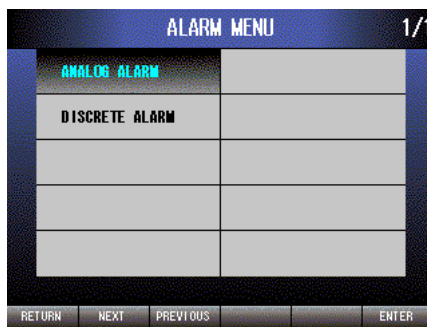 ALARM MENU 1/1
ANALOG ALARM
DISCRETE ALARM
RETURN NEXT PREVIOUS ENTER